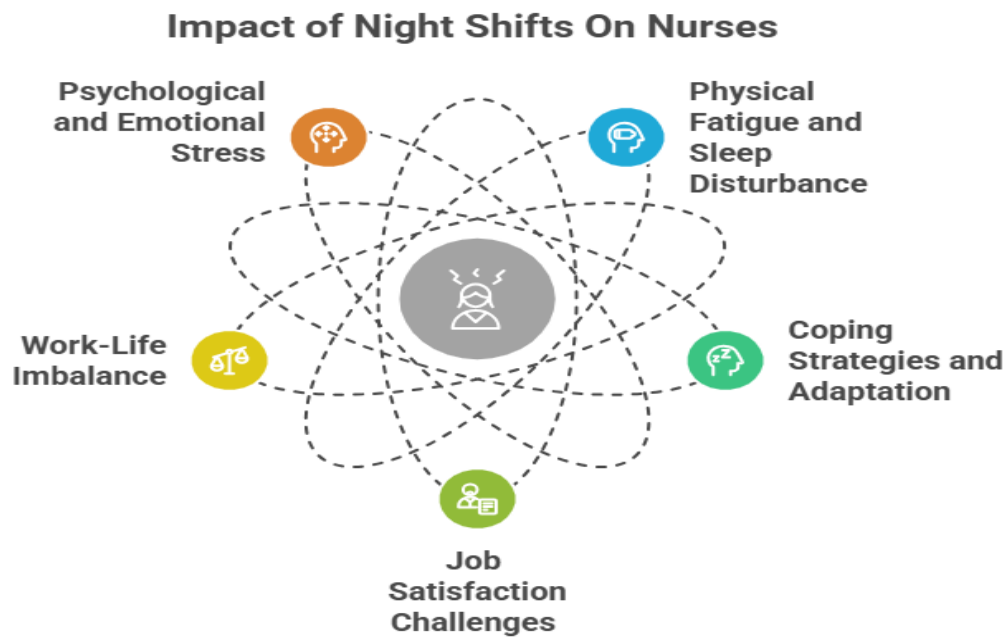 Impact of Night Shifts On Nurses
Psychological
and Emotional
Stress
Physical
Fatigue and
Sleep
Disturbance
Work-Life
Imbalance
Coping
Strategies and
Adaptation
Job
Satisfaction
Challenges